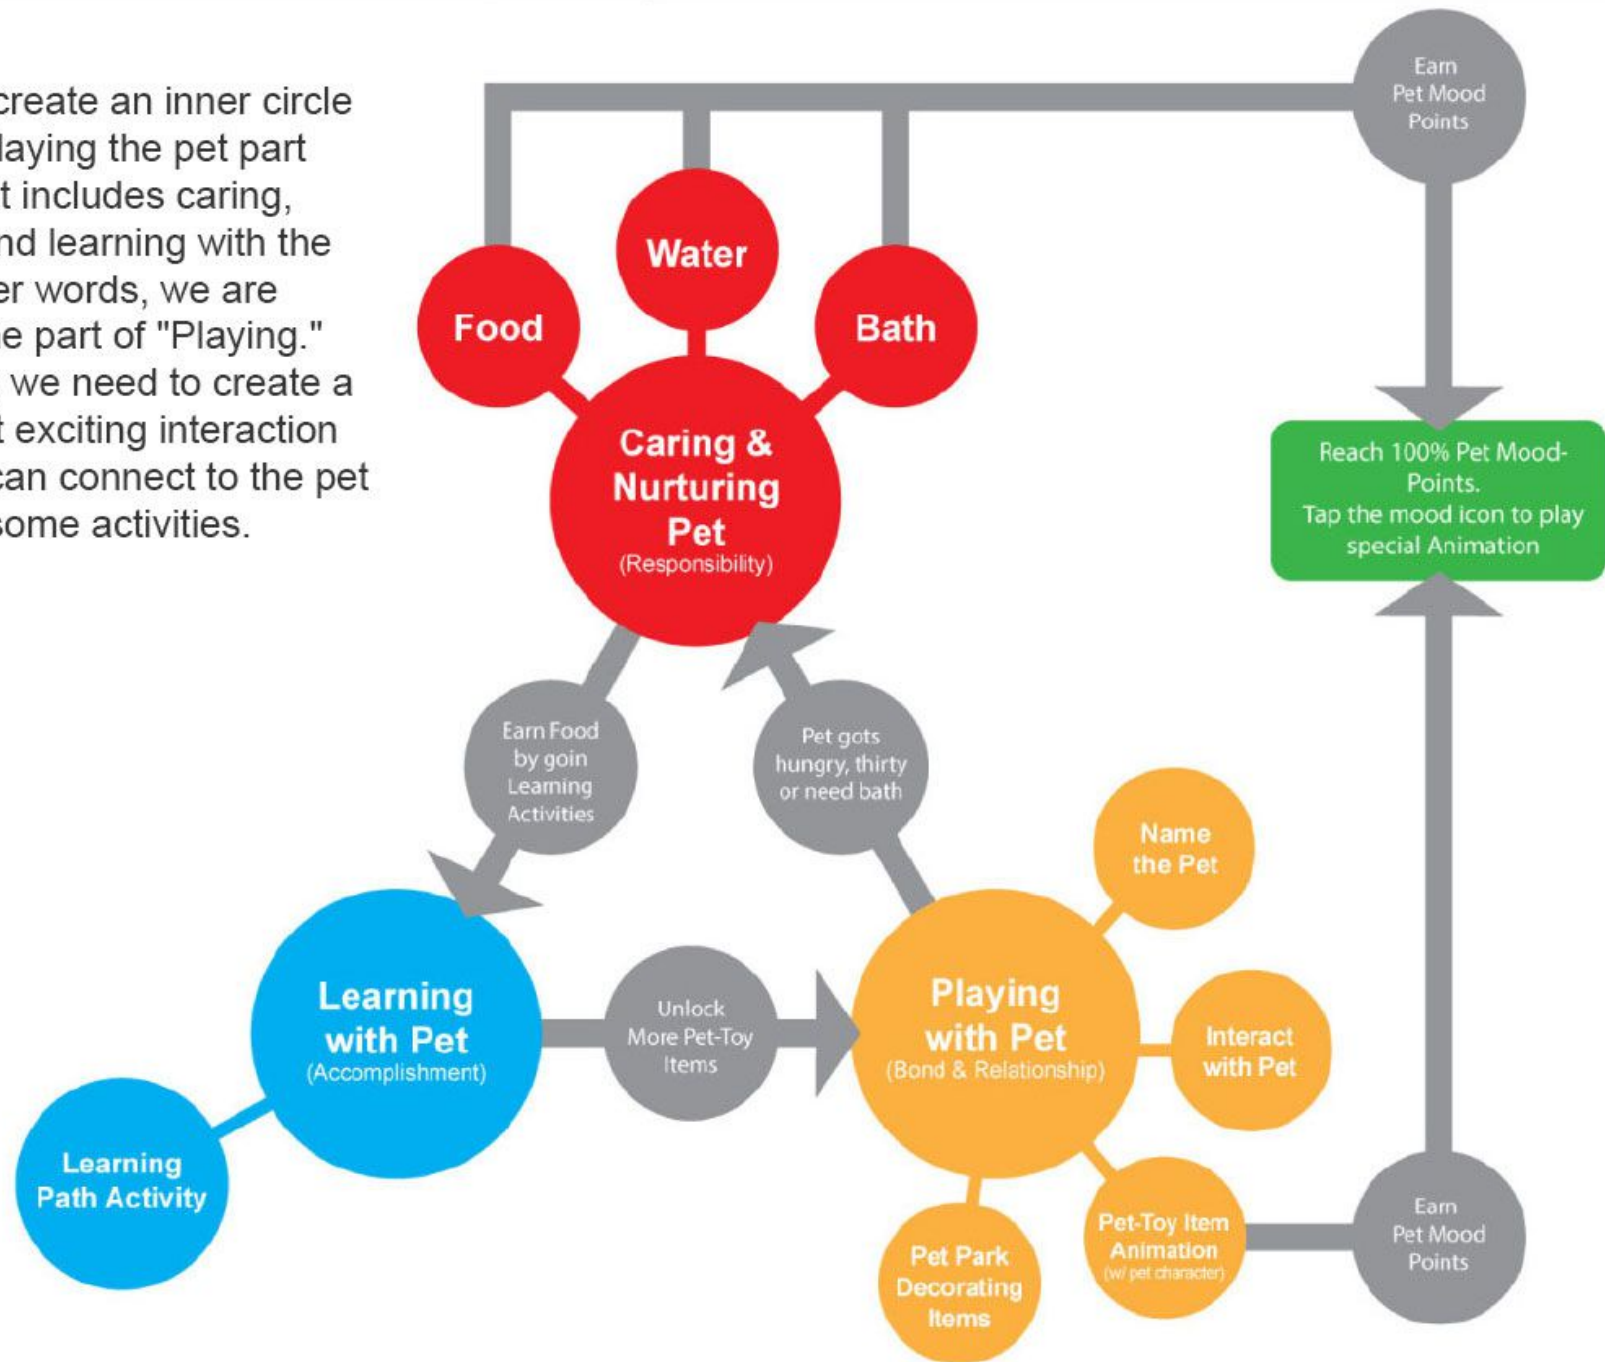 create an inner circle
laying the pet part
t includes caring,
nd learning with the
er words, we are
e part of "Playing."
we need to create a
t exciting interaction
can connect to the pet
some activities.
Earn
Pet Mood
Points
Water
Food
Bath
Caring &
Nurturing
Pet
(Responsibility)
Reach 100% Pet Mood-
Points.
Tap the mood icon to play
special Animation
Earn Food
by goin
Learning
Activities
Pet gots
hungry, thirty
or need bath
Name
the Pet
Learning
with Pet
(Accomplishment)
Unlock
More Pet-Toy
Items
Playing
with Pet
(Bond & Relationship)
Interact
with Pet
Learning
Path Activity
Pet Park
Decorating
Items
Pet-Toy Item
Animation
(w/ pet character)
Earn
Pet Mood
Points